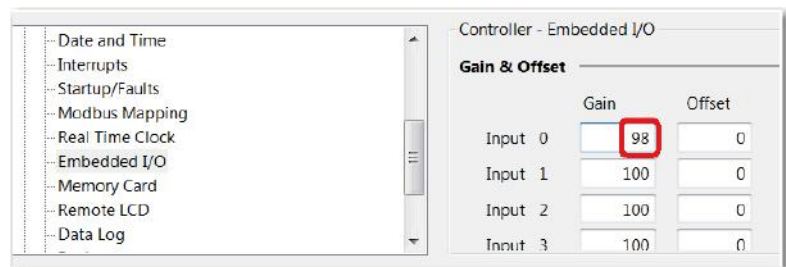 Date and Time
Interrupts
Startup/Faults
Modbus Mapping
Real Time Clock
Embedded I/O
Memory Card
Remote LCD
Data Log
Controller - Embedded I/O
Gain & Offset
Gain Offset
Input 0 98 0
Input 1 100 0
Input 2 100 0
Input 3 100 0